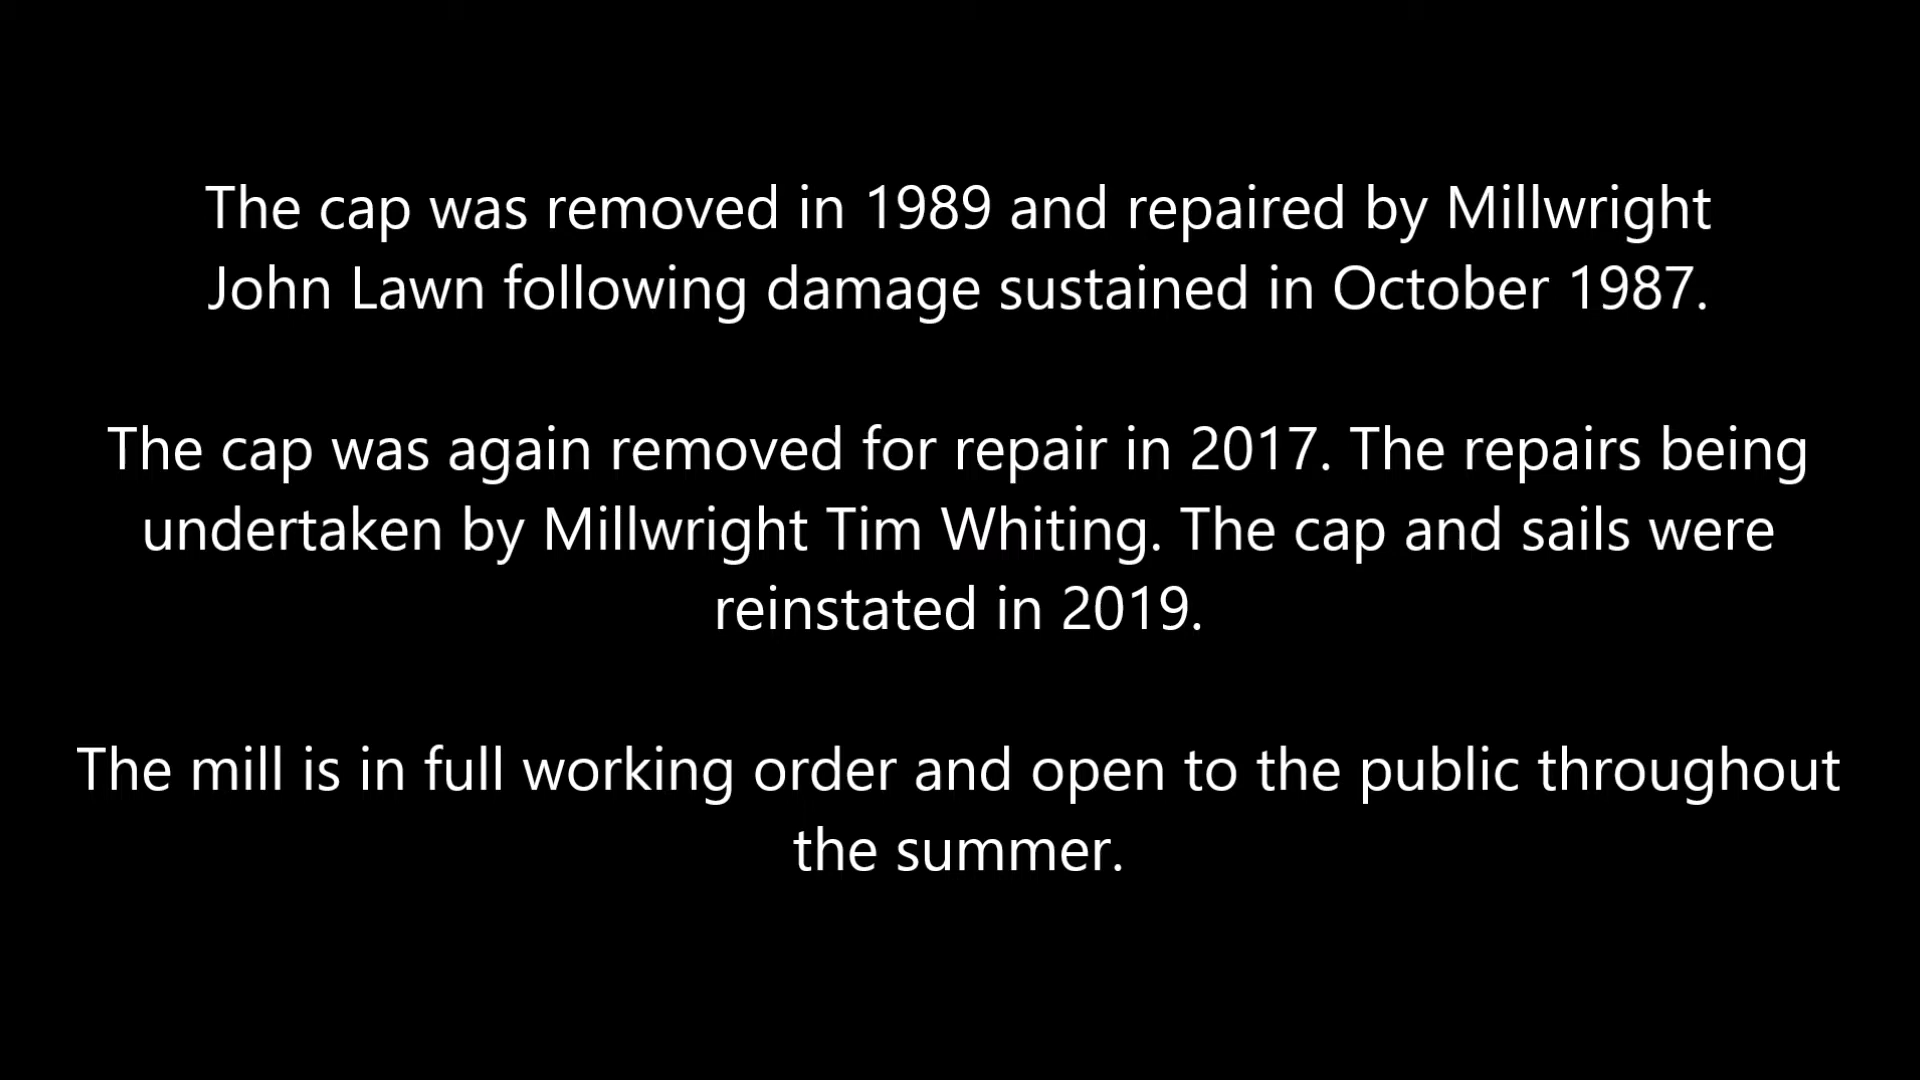 The cap was removed in 1989 and repaired by Millwright
John Lawn following damage sustained in October 1987.
The cap was again removed for repair in 2017. The repairs being
undertaken by Millwright Tim Whiting. The cap and sails were
reinstated in 2019.
The mill is in full working order and open to the public throughout
the summer.